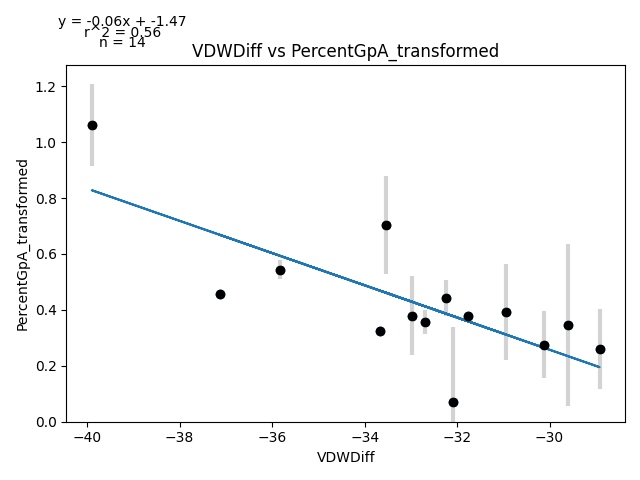 y = -0.06x + -1.47
r^2 = 0.56
n = 14
VDWDiff vs PercentGpA_transformed
1.2
1.0
0.8
0.6
0.4
0.2
0.0
PercentGpA_transformed
−40
−38
−36
−34
−32
−30
VDWDiff